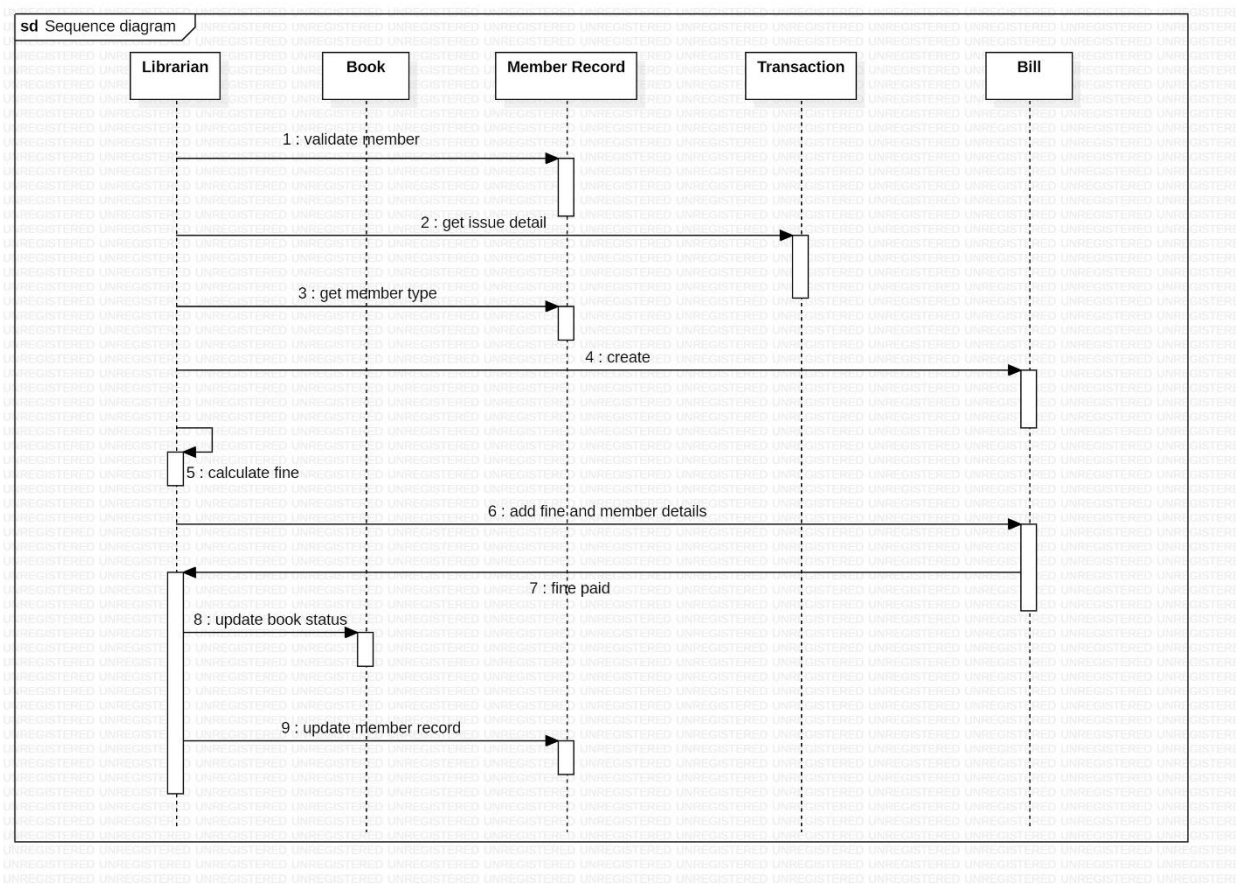 sd Sequence diagram
Librarian
Book
Member Record
Transaction
Bill
1 : validate member
2 : get issue detail
3 : get member type
4 : create
5 : calculate fine
6 : add fine and member details
7 : fine paid
8 : update book status
9 : update member record
UNREGISTERED